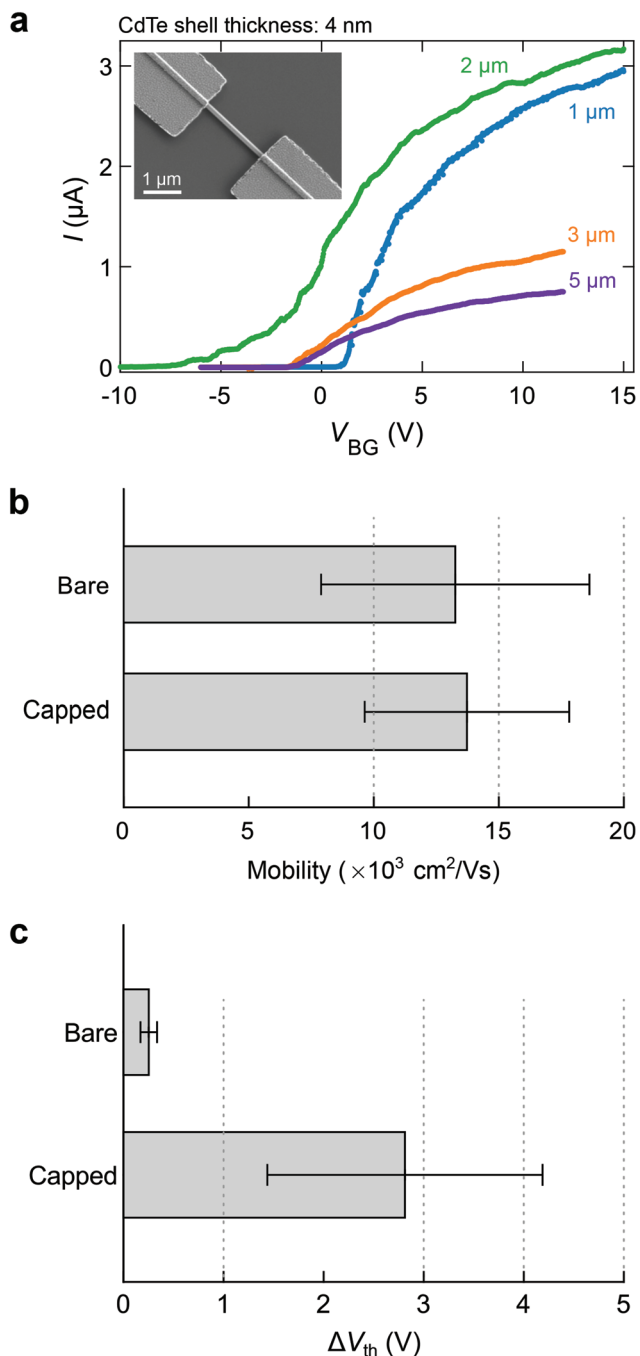 a
CdTe shell thickness: 4 nm
3
2
1
0
I (µA)
1 µm
2 µm
1 µm
3 µm
5 µm
-10 -5 0 5 10 15
V_BG (V)
b
Bare
Capped
0 5 10 15 20
Mobility (×10³ cm²/Vs)
c
Bare
Capped
0 1 2 3 4 5
ΔV_th (V)